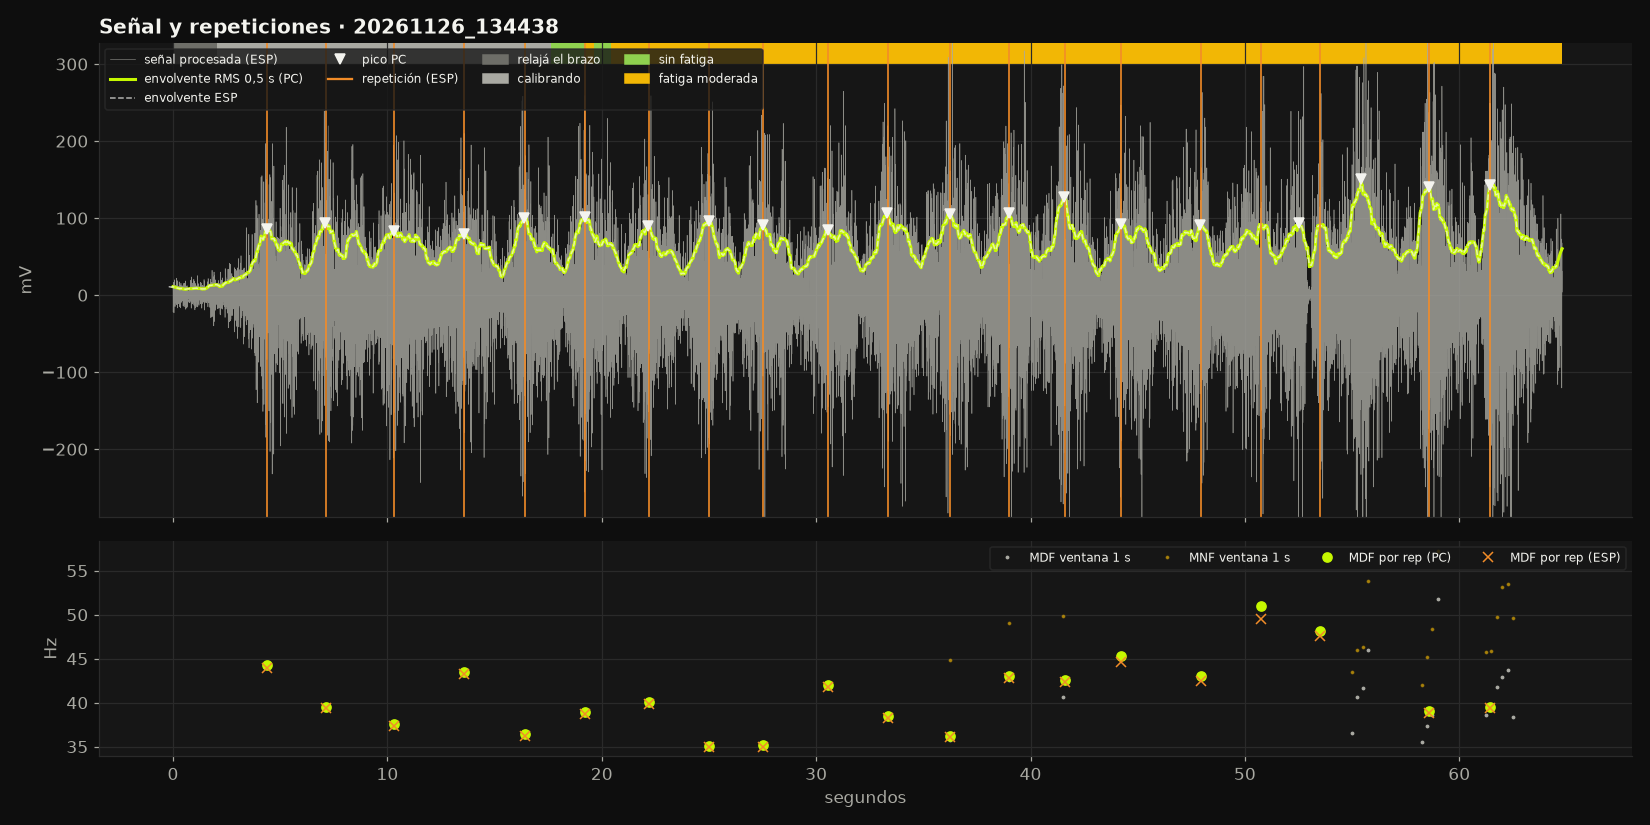 Señal y repeticiones · 20261126_134438
señal procesada (ESP)
envolvente RMS 0,5 s (PC)
envolvente ESP
pico PC
repetición (ESP)
relajá el brazo
calibrando
sin fatiga
fatiga moderada
300
200
100
0
−100
−200
mV
MDF ventana 1 s
MNF ventana 1 s
MDF por rep (PC)
MDF por rep (ESP)
55
50
45
40
35
Hz
0 10 20 30 40 50 60
segundos